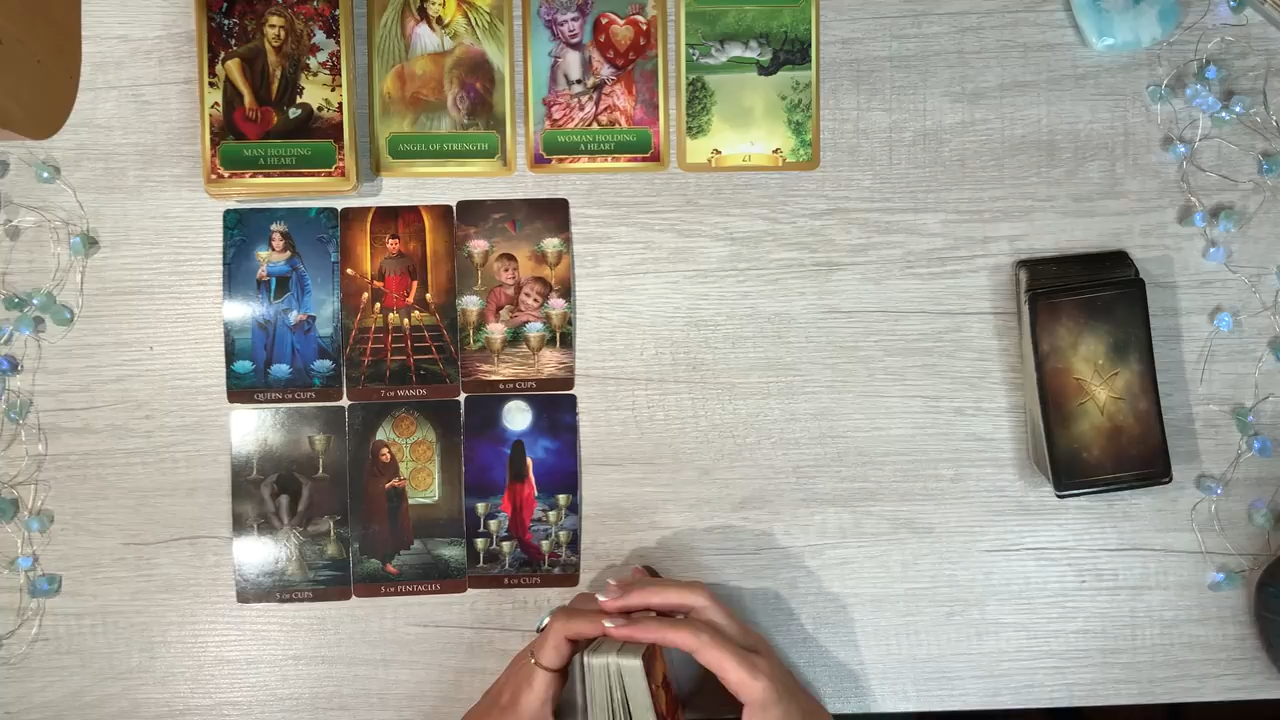 MAN HOLDING
A HEART
ANGEL OF STRENGTH
WOMAN HOLDING
A HEART
17
QUEEN OF CUPS
7 OF WANDS
6 OF CUPS
5 OF CUPS
5 OF PENTACLES
8 OF CUPS